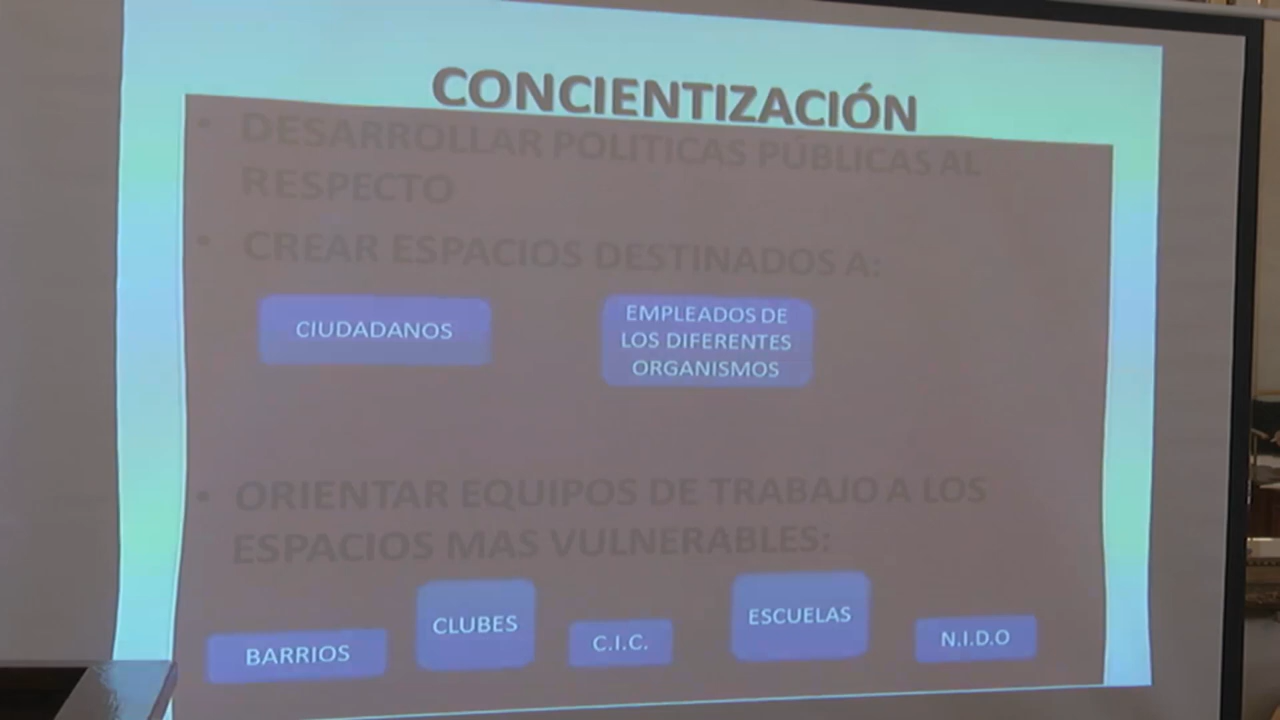 CONCIENTIZACIÓN
• DESARROLLAR POLITICAS PÚBLICAS AL
RESPECTO
• CREAR ESPACIOS DESTINADOS A:
CIUDADANOS
EMPLEADOS DE
LOS DIFERENTES
ORGANISMOS
• ORIENTAR EQUIPOS DE TRABAJO A LOS
ESPACIOS MAS VULNERABLES:
BARRIOS
CLUBES
C.I.C.
ESCUELAS
N.I.D.O